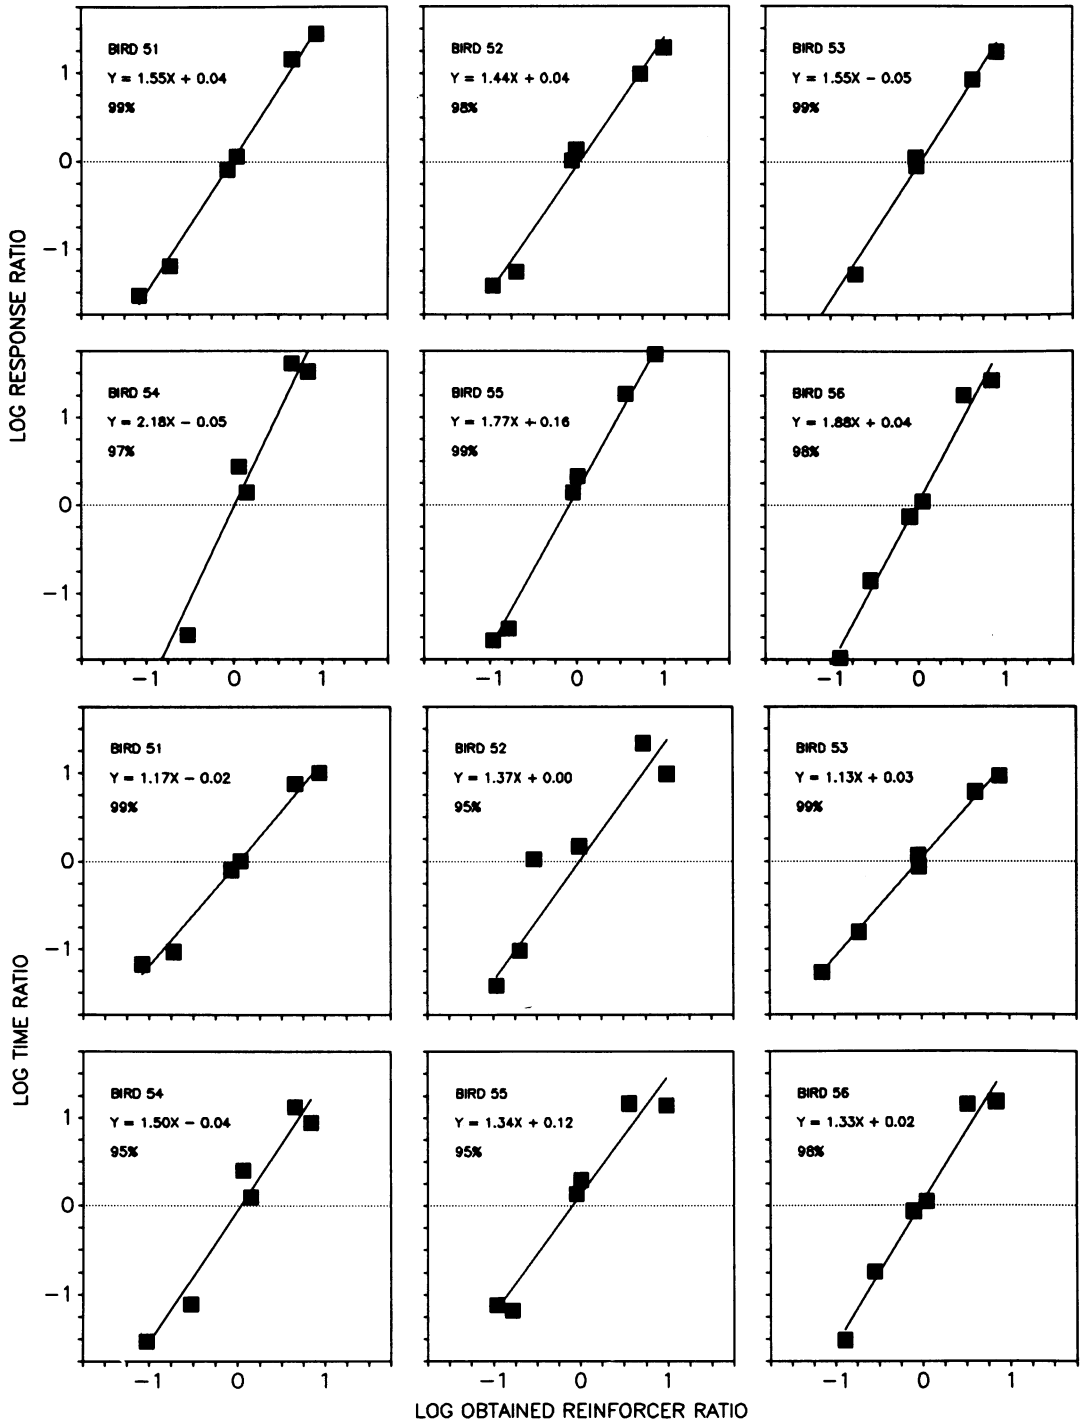 LOG RESPONSE RATIO
BIRD 51
Y = 1.55X + 0.04
99%
BIRD 52
Y = 1.44X + 0.04
98%
BIRD 53
Y = 1.55X − 0.05
99%
1
0
−1
BIRD 54
Y = 2.18X − 0.05
97%
BIRD 55
Y = 1.77X + 0.16
99%
BIRD 56
Y = 1.88X + 0.04
98%
1
0
−1
−1 0 1
−1 0 1
−1 0 1
LOG TIME RATIO
BIRD 51
Y = 1.17X − 0.02
99%
BIRD 52
Y = 1.37X + 0.00
95%
BIRD 53
Y = 1.13X + 0.03
99%
1
0
−1
BIRD 54
Y = 1.50X − 0.04
95%
BIRD 55
Y = 1.34X + 0.12
95%
BIRD 56
Y = 1.33X + 0.02
98%
1
0
−1
−1 0 1
−1 0 1
−1 0 1
LOG OBTAINED REINFORCER RATIO